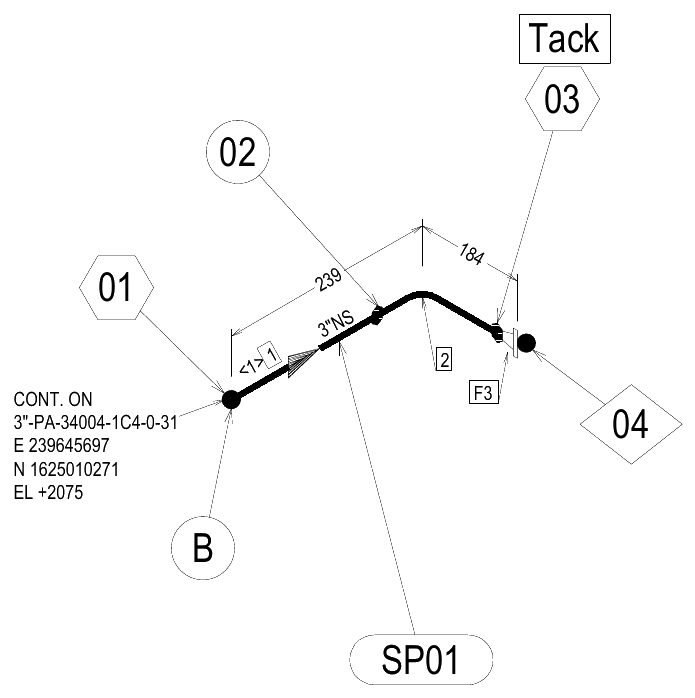 Tack
03
02
184
01
239
3"NS
<1> 1
2
F3
CONT. ON
3"-PA-34004-1C4-0-31
E 239645697
N 1625010271
EL +2075
04
B
SP01